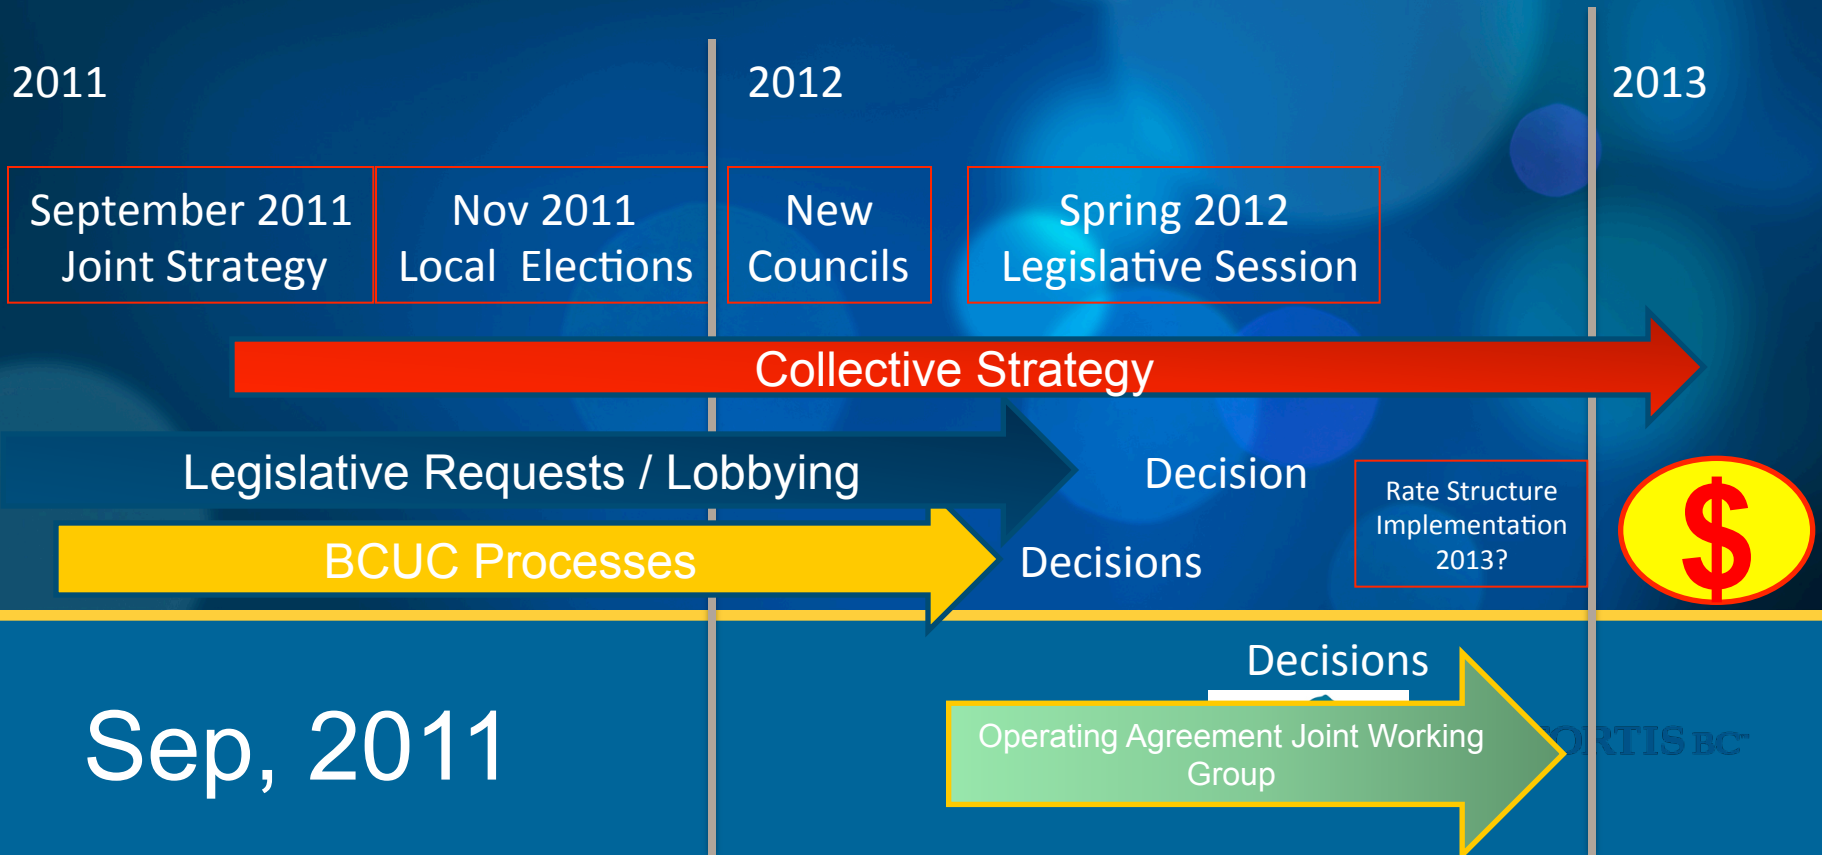 2011
2012
2013
September 2011
Joint Strategy
Nov 2011
Local Elections
New
Councils
Spring 2012
Legislative Session
Collective Strategy
Legislative Requests / Lobbying
Decision
Rate Structure
Implementation
2013?
$
BCUC Processes
Decisions
Decisions
Sep, 2011
Operating Agreement Joint Working
Group
ORTIS BC™